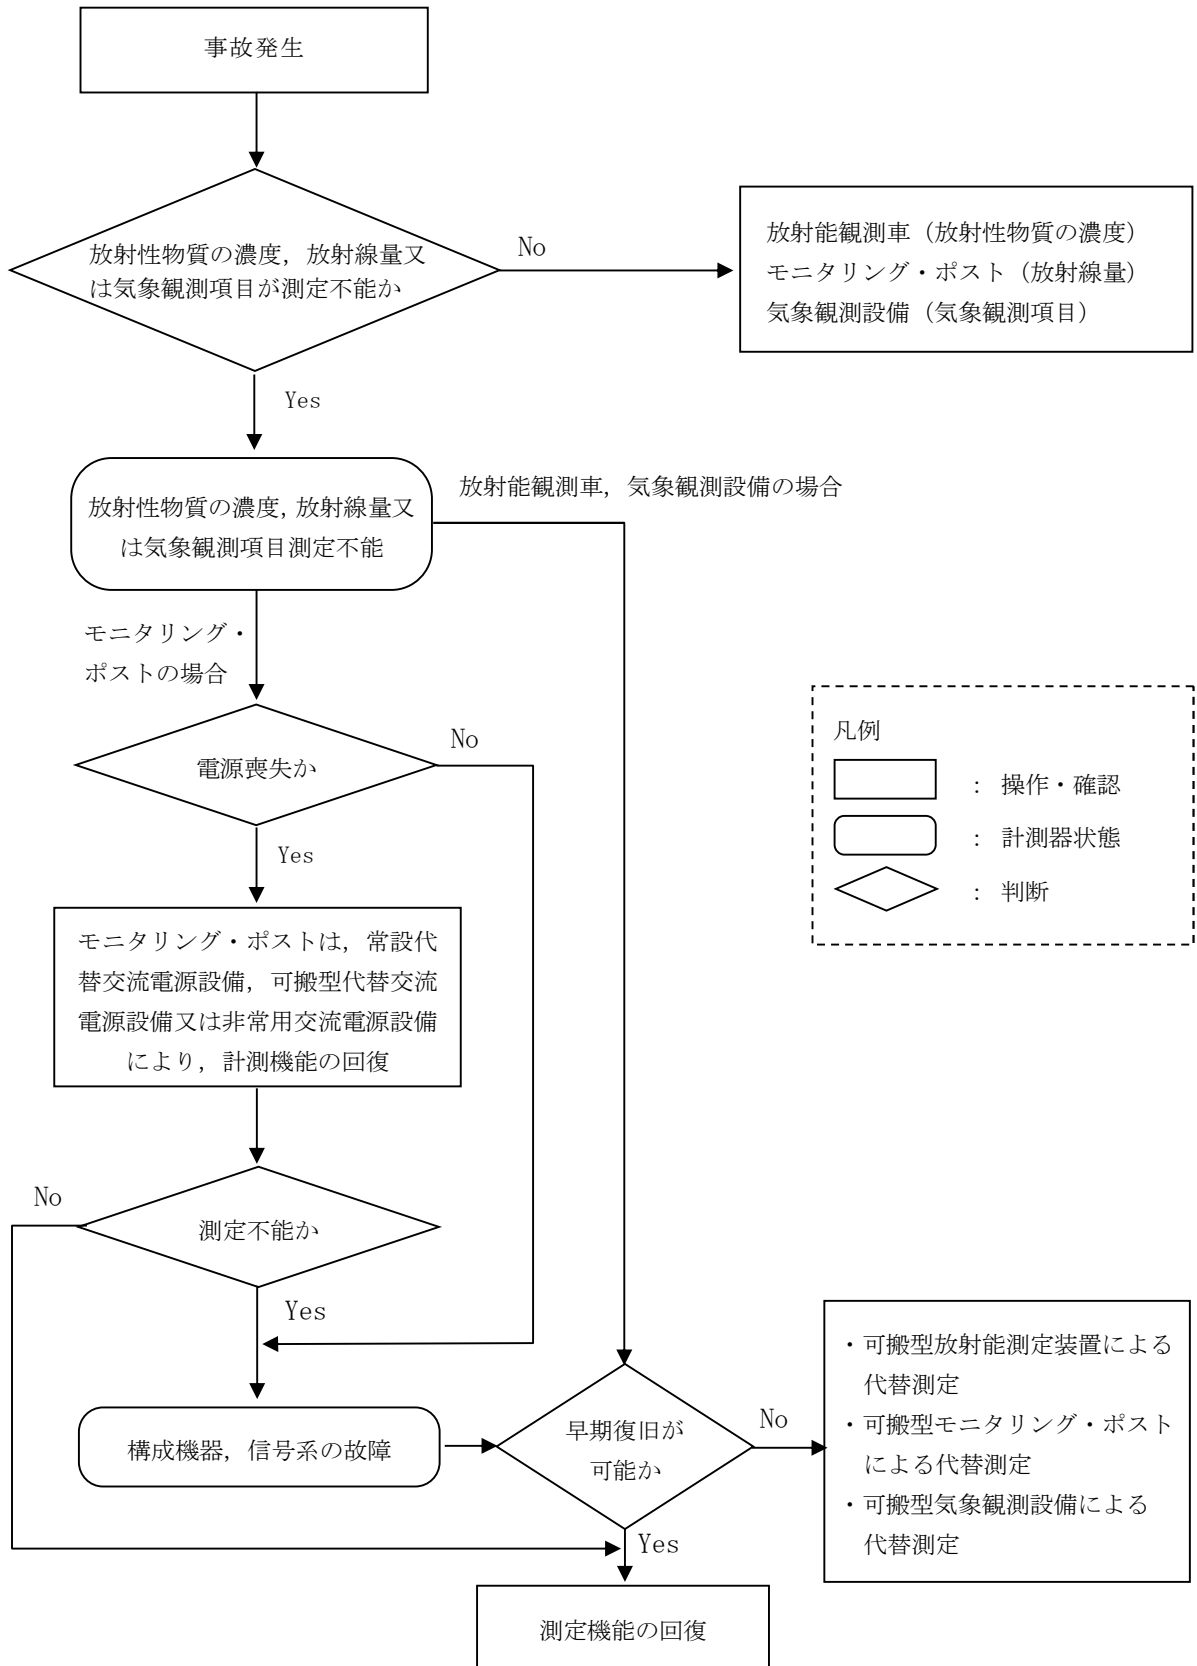 事故発生
放射性物質の濃度，放射線量又
は気象観測項目が測定不能か
No
放射能観測車（放射性物質の濃度）
モニタリング・ポスト（放射線量）
気象観測設備（気象観測項目）
Yes
放射性物質の濃度，放射線量又
は気象観測項目測定不能
放射能観測車，気象観測設備の場合
モニタリング・
ポストの場合
電源喪失か
No
Yes
凡例
： 操作・確認
： 計測器状態
： 判断
モニタリング・ポストは，常設代
替交流電源設備，可搬型代替交流
電源設備又は非常用交流電源設備
により，計測機能の回復
測定不能か
No
Yes
構成機器，信号系の故障
早期復旧が
可能か
No
・可搬型放射能測定装置による
代替測定
・可搬型モニタリング・ポスト
による代替測定
・可搬型気象観測設備による
代替測定
Yes
測定機能の回復